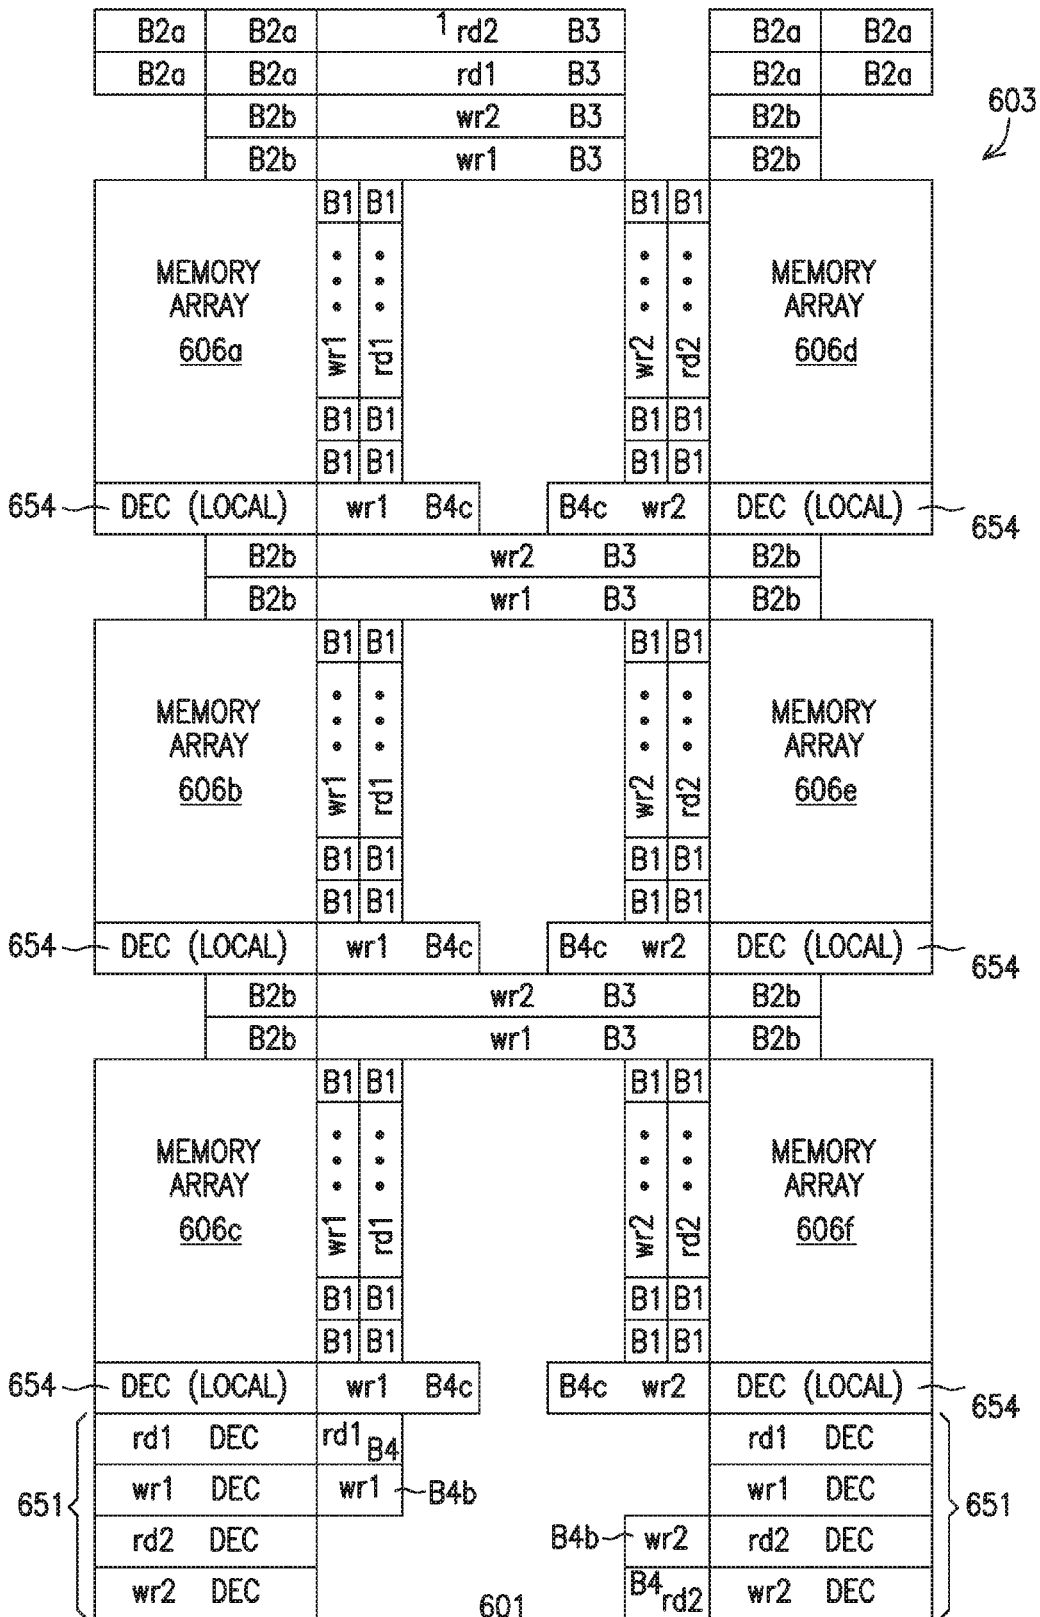 B2a B2a 1 rd2 B3 B2a B2a
B2a B2a rd1 B3 B2a B2a
603
B2b wr2 B3 B2b
B2b wr1 B3 B2b
B1 B1 B1 B1
MEMORY ARRAY 606a
wr1 rd1 wr2 rd2
MEMORY ARRAY 606d
B1 B1 B1 B1
B1 B1 B1 B1
654 DEC (LOCAL) wr1 B4c B4c wr2 DEC (LOCAL) 654
B2b wr2 B3 B2b
B2b wr1 B3 B2b
B1 B1 B1 B1
MEMORY ARRAY 606b
wr1 rd1 wr2 rd2
MEMORY ARRAY 606e
B1 B1 B1 B1
B1 B1 B1 B1
654 DEC (LOCAL) wr1 B4c B4c wr2 DEC (LOCAL) 654
B2b wr2 B3 B2b
B2b wr1 B3 B2b
B1 B1 B1 B1
MEMORY ARRAY 606c
wr1 rd1 wr2 rd2
MEMORY ARRAY 606f
B1 B1 B1 B1
B1 B1 B1 B1
654 DEC (LOCAL) wr1 B4c B4c wr2 DEC (LOCAL) 654
rd1 DEC rd1 B4 rd1 DEC
651 wr1 DEC wr1 B4b wr1 DEC 651
rd2 DEC B4b wr2 rd2 DEC
wr2 DEC 601 B4 rd2 wr2 DEC